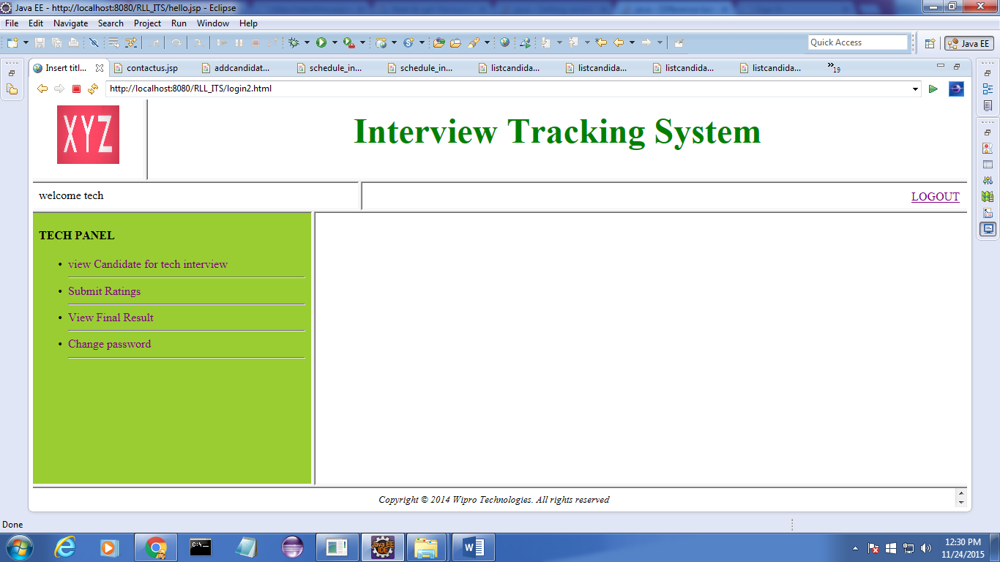 Java EE - http://localhost:8080/RLL_ITS/hello.jsp - Eclipse
File Edit Navigate Search Project Run Window Help
Quick Access Java EE
Insert titl... contactus.jsp addcandidat... schedule_in... schedule_in... listcandida... listcandida... listcandida... listcandida... »19
http://localhost:8080/RLL_ITS/login2.html
XYZ
Interview Tracking System
welcome tech
LOGOUT
TECH PANEL
• view Candidate for tech interview
• Submit Ratings
• View Final Result
• Change password
Copyright © 2014 Wipro Technologies. All rights reserved
Done
C:\
Java EE
IDE
W
12:30 PM
11/24/2015